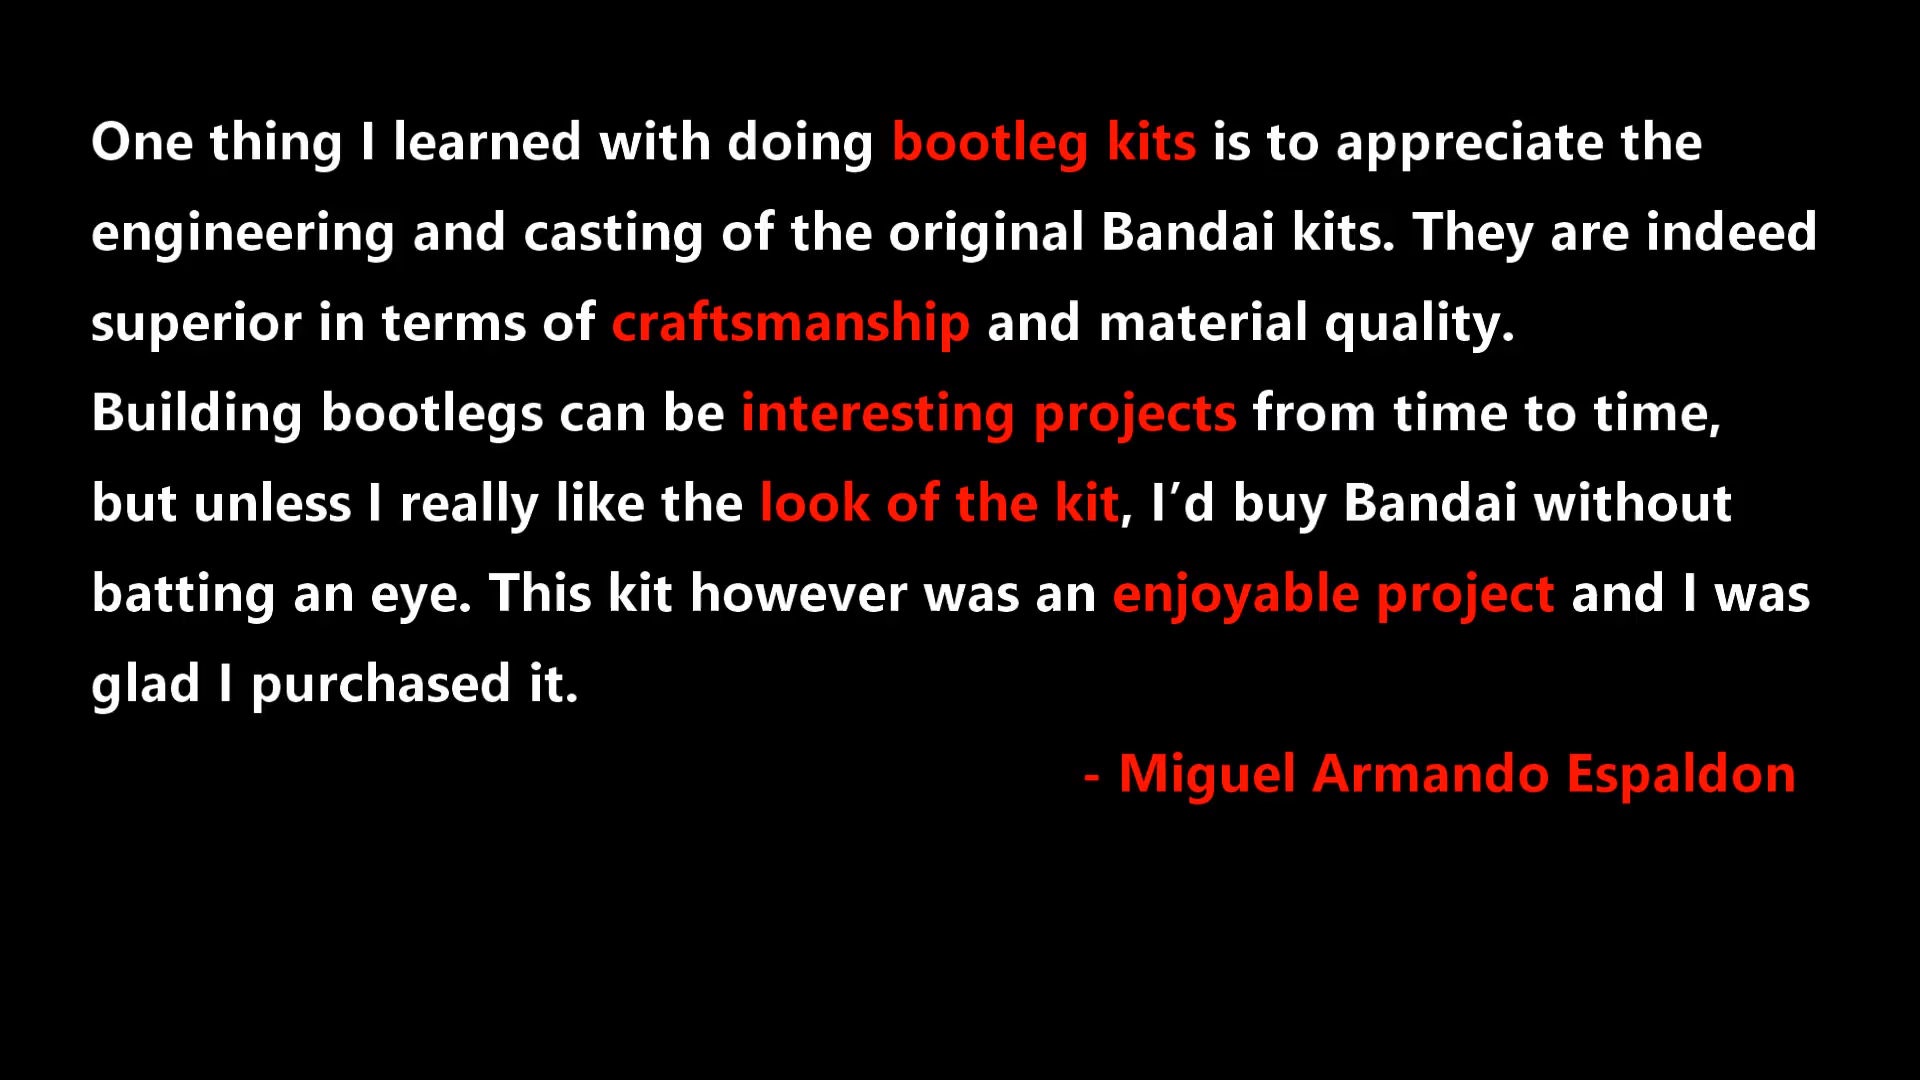 One thing I learned with doing bootleg kits is to appreciate the
engineering and casting of the original Bandai kits. They are indeed
superior in terms of craftsmanship and material quality.
Building bootlegs can be interesting projects from time to time,
but unless I really like the look of the kit, I’d buy Bandai without
batting an eye. This kit however was an enjoyable project and I was
glad I purchased it.
- Miguel Armando Espaldon